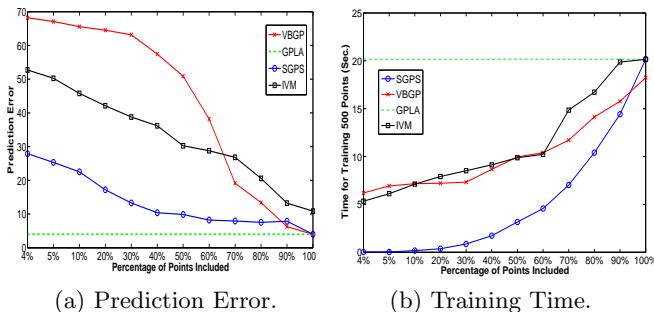 70
60
50
40
30
20
10
0
Prediction Error
VBGP
GPLA
SGPS
IVM
4% 5% 10% 20% 30% 40% 50% 60% 70% 80% 90% 100
Percentage of Points Included
(a) Prediction Error.
25
20
15
10
5
0
Time for Training 500 Points (Sec.)
SGPS
VBGP
GPLA
IVM
4% 5% 10% 20% 30% 40% 50% 60% 70% 80% 90% 100%
Percentage of Points Included
(b) Training Time.